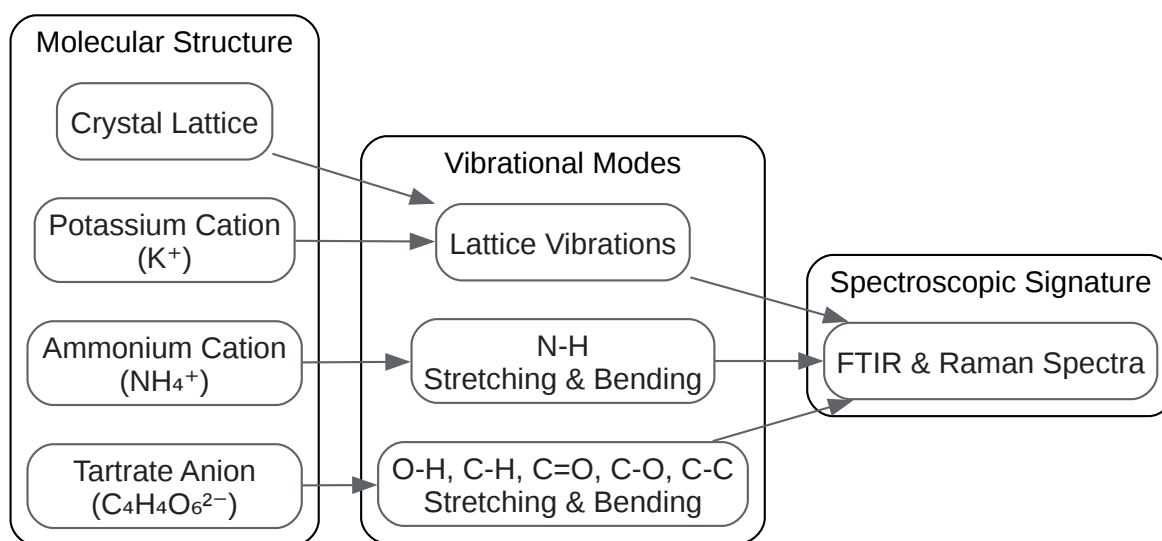 Molecular Structure
Crystal Lattice
Potassium Cation
(K⁺)
Ammonium Cation
(NH₄⁺)
Tartrate Anion
(C₄H₄O₆²⁻)
Vibrational Modes
Lattice Vibrations
N-H
Stretching & Bending
O-H, C-H, C=O, C-O, C-C
Stretching & Bending
Spectroscopic Signature
FTIR & Raman Spectra